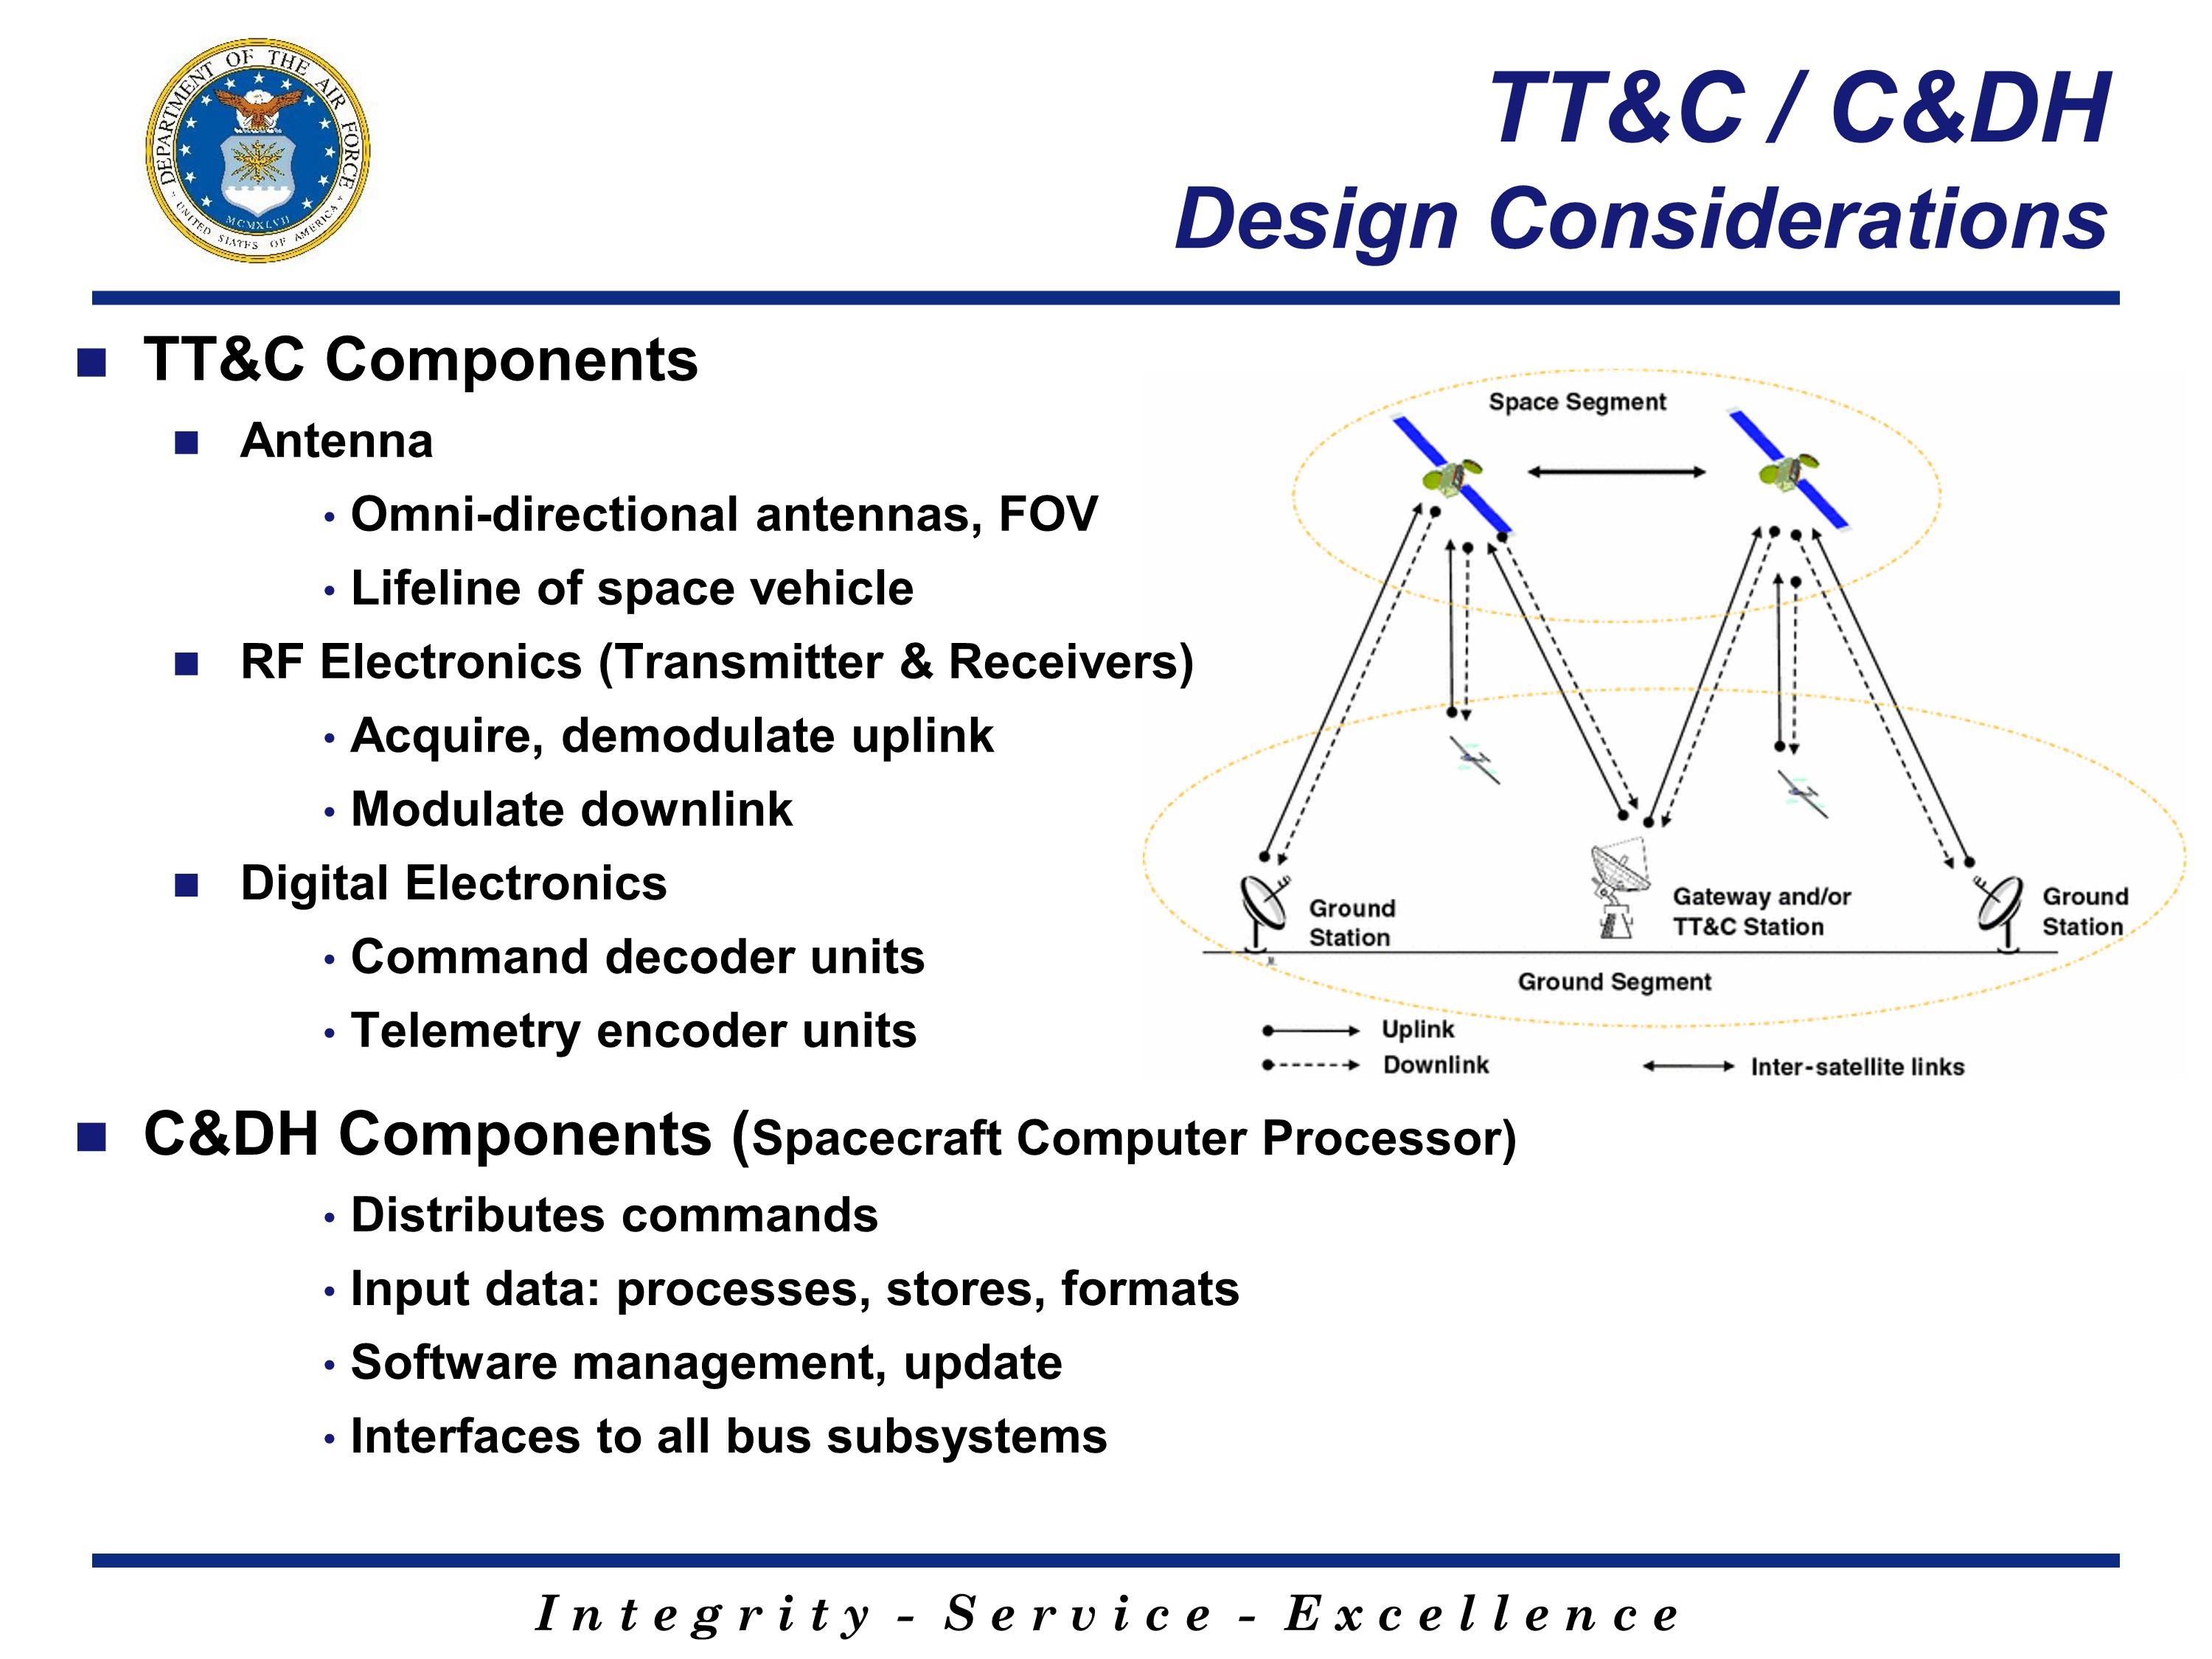 DEPARTMENT OF THE AIR FORCE
UNITED STATES OF AMERICA
MCMXLVII
TT&C / C&DH
Design Considerations
TT&C Components
Antenna
Omni-directional antennas, FOV
Lifeline of space vehicle
RF Electronics (Transmitter & Receivers)
Acquire, demodulate uplink
Modulate downlink
Digital Electronics
Command decoder units
Telemetry encoder units
Space Segment
Ground
Station
Gateway and/or
TT&C Station
Ground
Station
Ground Segment
Uplink
Downlink
Inter-satellite links
C&DH Components (Spacecraft Computer Processor)
Distributes commands
Input data: processes, stores, formats
Software management, update
Interfaces to all bus subsystems
Integrity - Service - Excellence